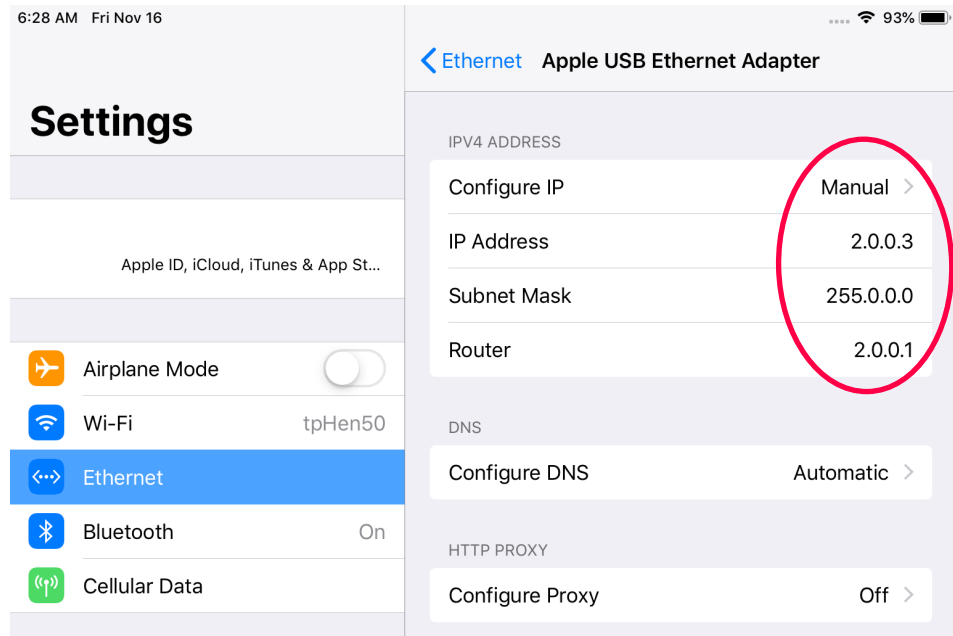 6:28 AM Fri Nov 16
93%
Settings
Apple ID, iCloud, iTunes & App St...
Airplane Mode
Wi-Fi tpHen50
Ethernet
Bluetooth On
Cellular Data
Ethernet Apple USB Ethernet Adapter
IPV4 ADDRESS
Configure IP Manual
IP Address 2.0.0.3
Subnet Mask 255.0.0.0
Router 2.0.0.1
DNS
Configure DNS Automatic
HTTP PROXY
Configure Proxy Off